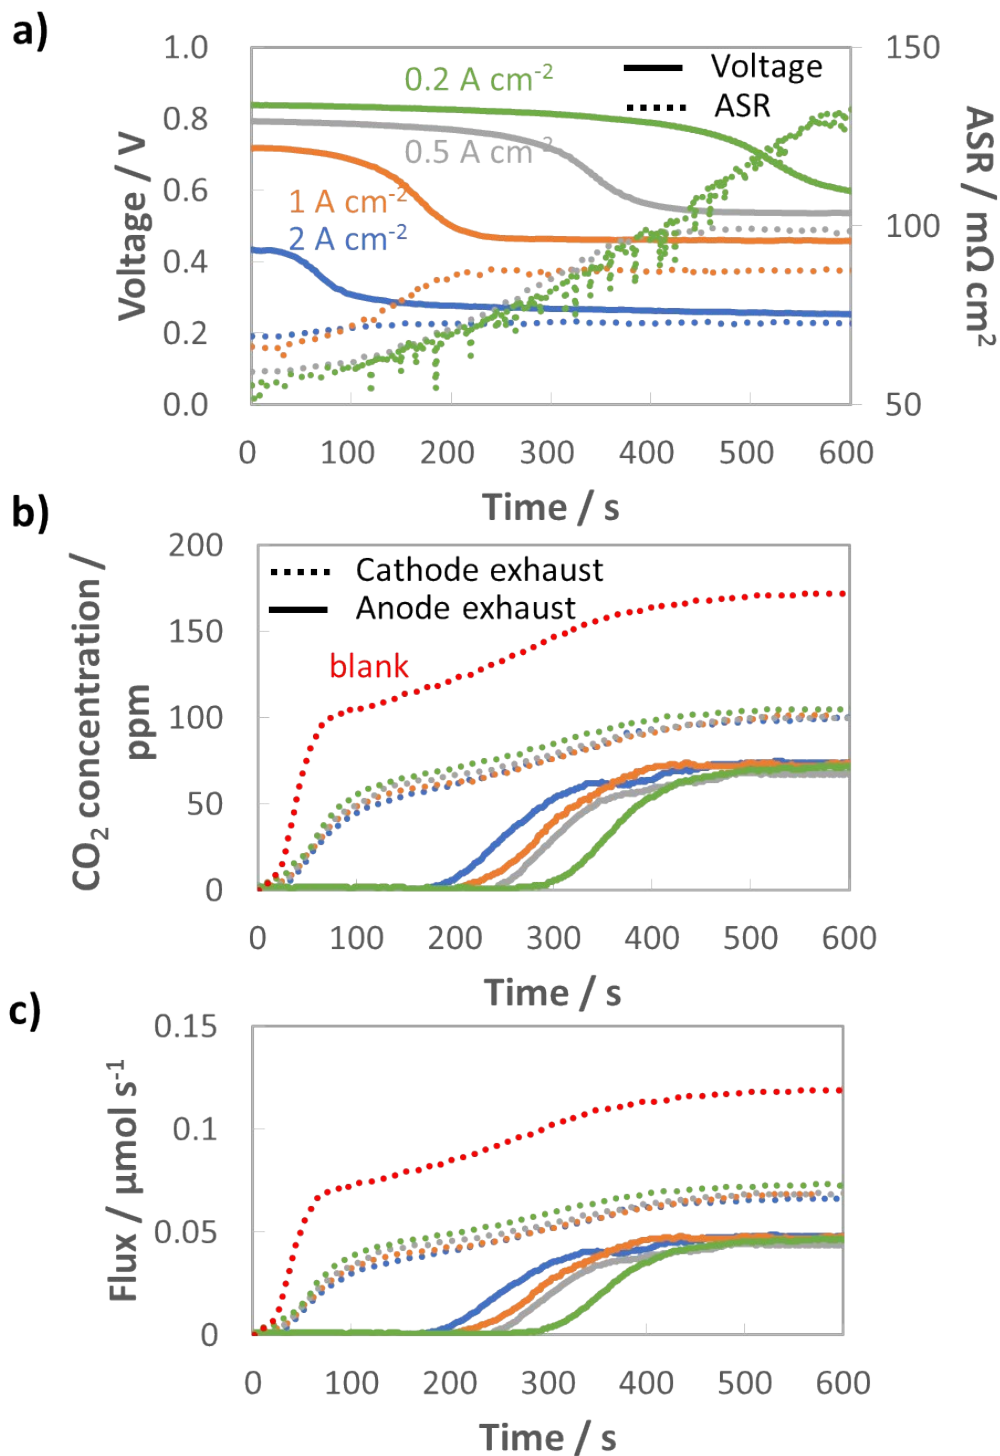 a)
1.0
0.8
0.6
0.4
0.2
0.0
Voltage / V
0.2 A cm-2
0.5 A cm-2
1 A cm-2
2 A cm-2
Voltage
ASR
150
100
50
ASR / mΩ cm2
0 100 200 300 400 500 600
Time / s
b)
200
150
100
50
0
CO2 concentration /
ppm
Cathode exhaust
Anode exhaust
blank
0 100 200 300 400 500 600
Time / s
c)
0.15
0.1
0.05
0
Flux / µmol s-1
0 100 200 300 400 500 600
Time / s